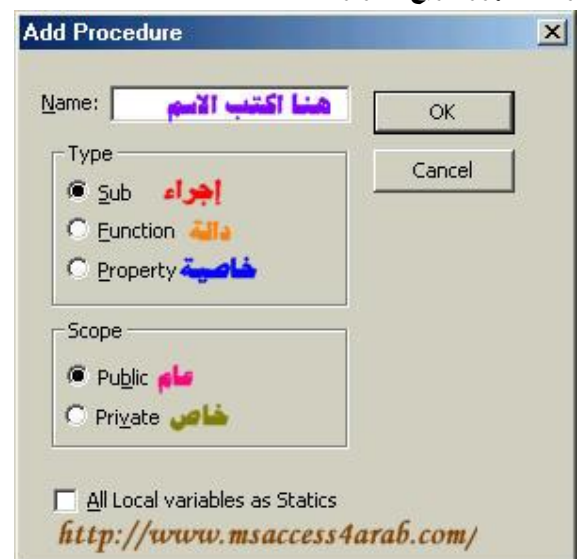 Add Procedure
Name: هنا اكتب الاسم
OK
Type
Cancel
Sub إجراء
Function دالة
Property خاصية
Scope
Public عام
Private خاص
All Local variables as Statics
http://www.msaccess4arab.com/